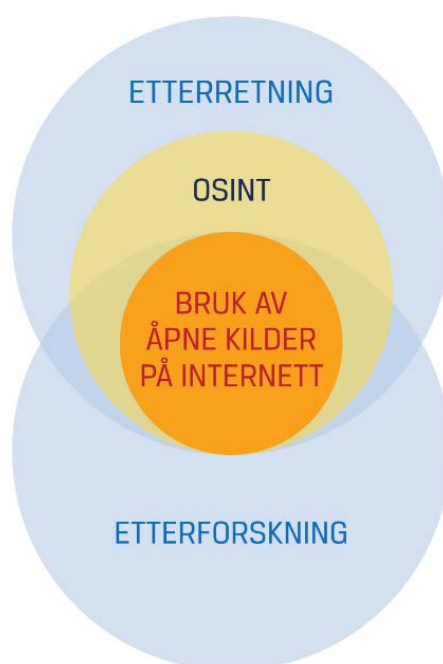 ETTERRETNING
OSINT
BRUK AV
ÅPNE KILDER
PÅ INTERNETT
ETTERFORSKNING